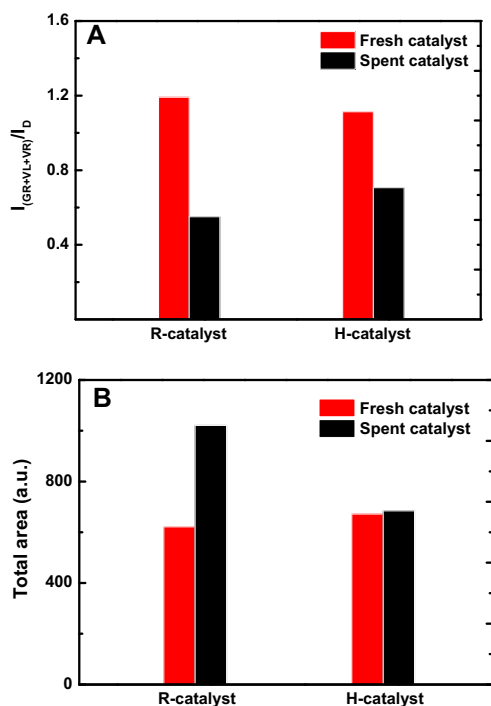 A
Fresh catalyst
Spent catalyst
1.6
1.2
0.8
0.4
I(GR+VL+VR)/ID
R-catalyst
H-catalyst
B
Fresh catalyst
Spent catalyst
1200
800
400
0
Total area (a.u.)
R-catalyst
H-catalyst